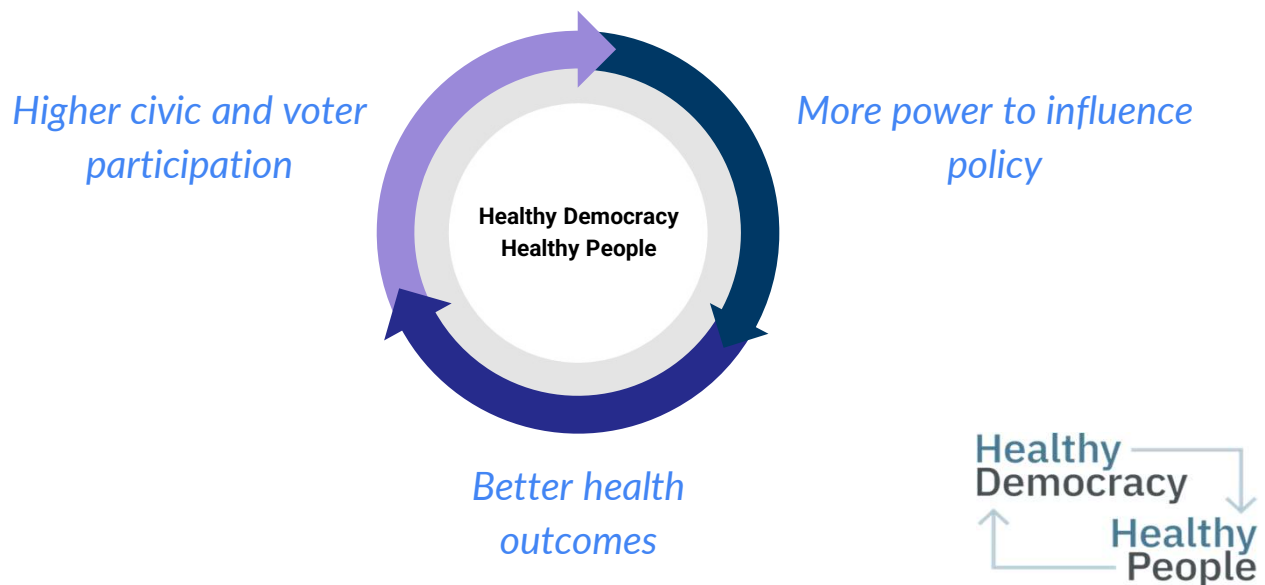 Higher civic and voter
participation
More power to influence
policy
Healthy Democracy
Healthy People
Better health
outcomes
Healthy
Democracy
Healthy
People